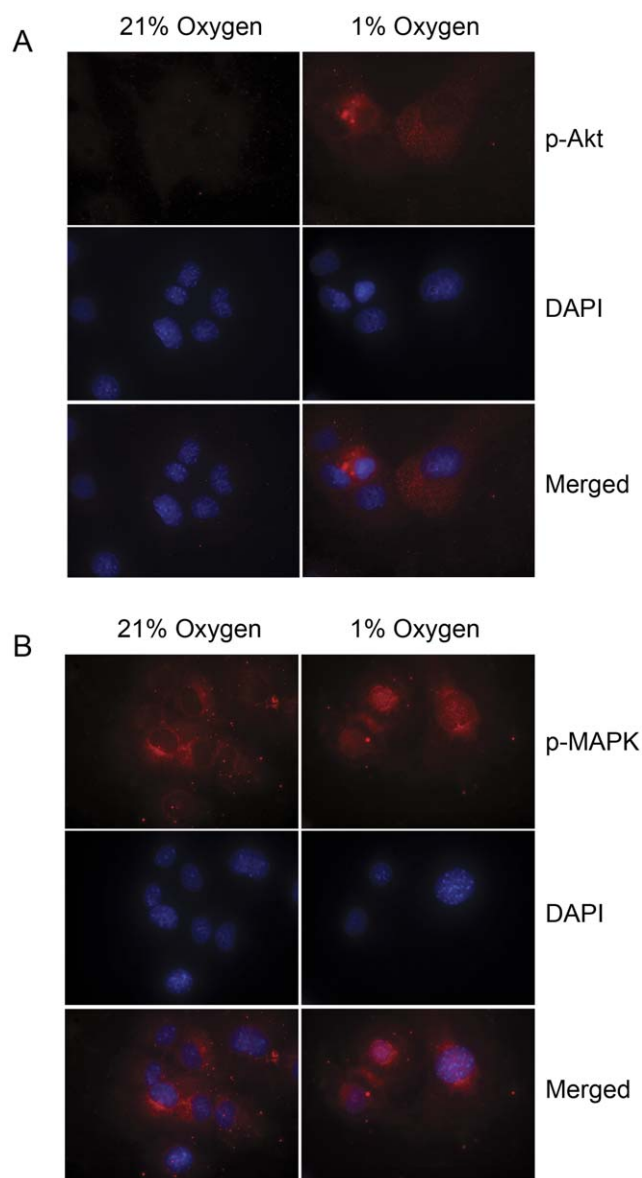 A
21% Oxygen 1% Oxygen
p-Akt
DAPI
Merged
B
21% Oxygen 1% Oxygen
p-MAPK
DAPI
Merged